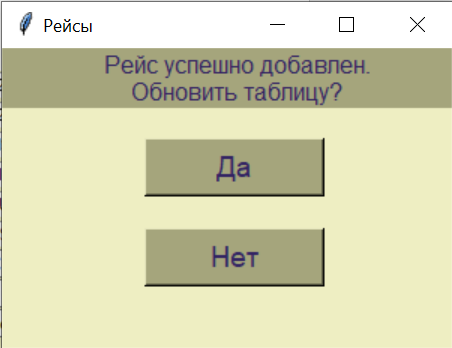 Рейсы
Рейс успешно добавлен.
Обновить таблицу?
Да
Нет